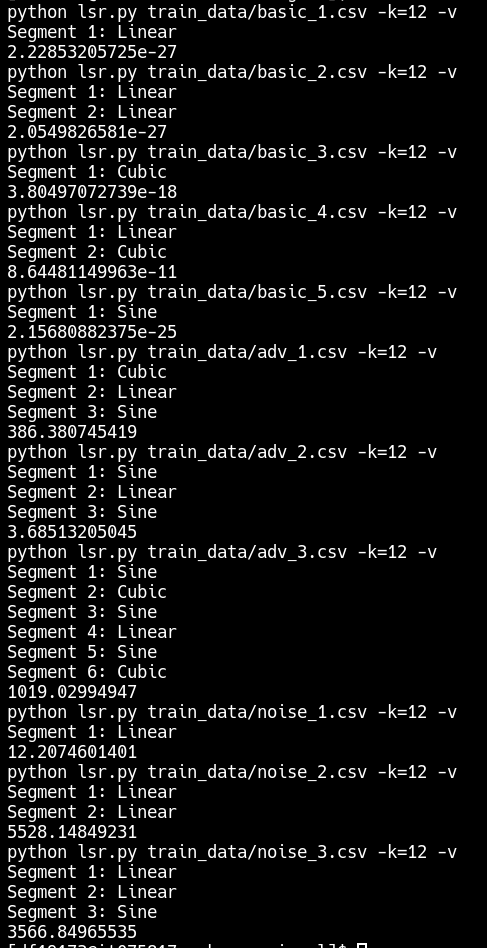 python lsr.py train_data/basic_1.csv -k=12 -v
Segment 1: Linear
2.22853205725e-27
python lsr.py train_data/basic_2.csv -k=12 -v
Segment 1: Linear
Segment 2: Linear
2.0549826581e-27
python lsr.py train_data/basic_3.csv -k=12 -v
Segment 1: Cubic
3.80497072739e-18
python lsr.py train_data/basic_4.csv -k=12 -v
Segment 1: Linear
Segment 2: Cubic
8.64481149963e-11
python lsr.py train_data/basic_5.csv -k=12 -v
Segment 1: Sine
2.15680882375e-25
python lsr.py train_data/adv_1.csv -k=12 -v
Segment 1: Cubic
Segment 2: Linear
Segment 3: Sine
386.380745419
python lsr.py train_data/adv_2.csv -k=12 -v
Segment 1: Sine
Segment 2: Linear
Segment 3: Sine
3.68513205045
python lsr.py train_data/adv_3.csv -k=12 -v
Segment 1: Sine
Segment 2: Cubic
Segment 3: Sine
Segment 4: Linear
Segment 5: Sine
Segment 6: Cubic
1019.02994947
python lsr.py train_data/noise_1.csv -k=12 -v
Segment 1: Linear
12.2074601401
python lsr.py train_data/noise_2.csv -k=12 -v
Segment 1: Linear
Segment 2: Linear
5528.14849231
python lsr.py train_data/noise_3.csv -k=12 -v
Segment 1: Linear
Segment 2: Linear
Segment 3: Sine
3566.84965535